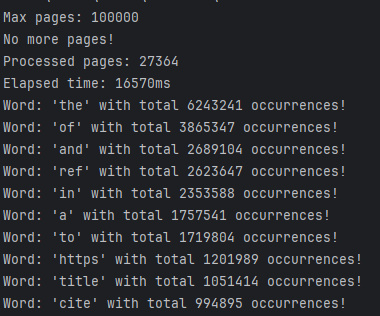 Max pages: 100000
No more pages!
Processed pages: 27364
Elapsed time: 16570ms
Word: 'the' with total 6243241 occurrences!
Word: 'of' with total 3865347 occurrences!
Word: 'and' with total 2689104 occurrences!
Word: 'ref' with total 2623647 occurrences!
Word: 'in' with total 2353588 occurrences!
Word: 'a' with total 1757541 occurrences!
Word: 'to' with total 1719804 occurrences!
Word: 'https' with total 1201989 occurrences!
Word: 'title' with total 1051414 occurrences!
Word: 'cite' with total 994895 occurrences!